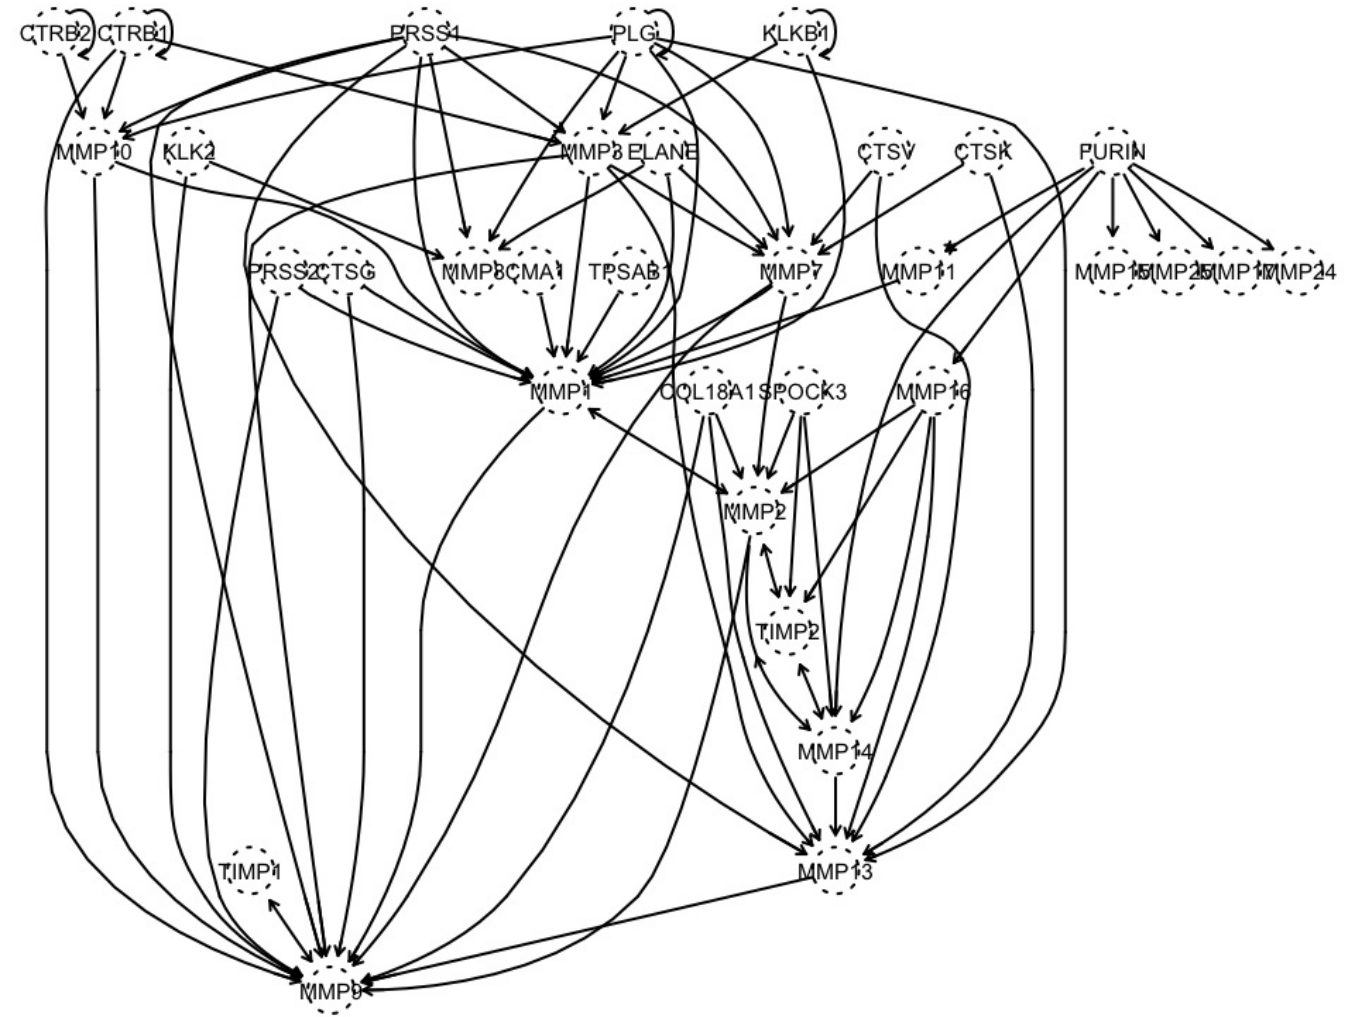 CTRB2 CTRB1 PRSS1 PLG KLKB1
MMP10 KLK2 MMP3 ELANE CTSV CTSK FURIN
PRSS2 CTSG MMP8 CMA1 TPSAB1 MMP7 MMP11 MMP15 MMP25 MMP17 MMP24
MMP1 COL18A1 SPOCK3 MMP16
MMP2
TIMP2
MMP14
TIMP1 MMP13
MMP9